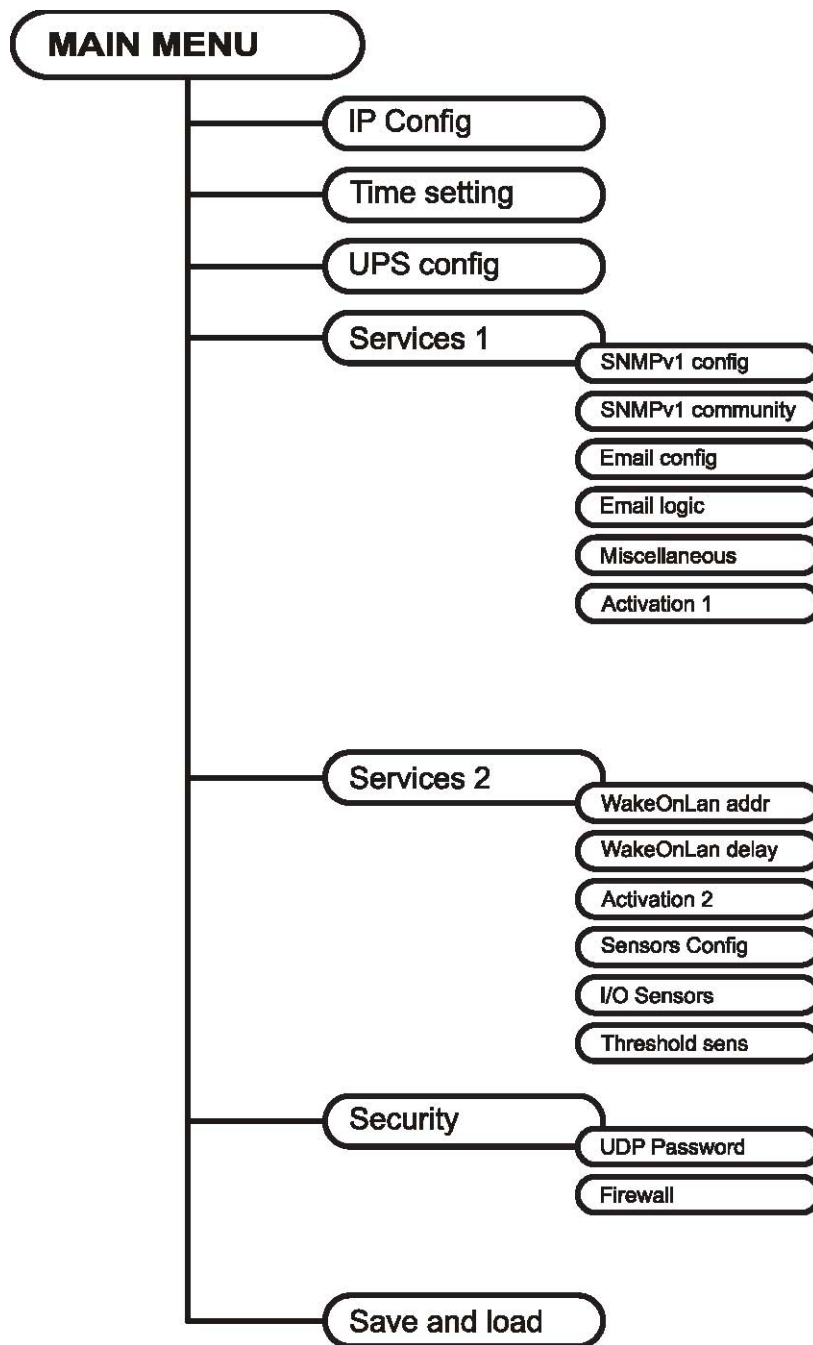 MAIN MENU
IP Config
Time setting
UPS config
Services 1
SNMPv1 config
SNMPv1 community
Email config
Email logic
Miscellaneous
Activation 1
Services 2
WakeOnLan addr
WakeOnLan delay
Activation 2
Sensors Config
I/O Sensors
Threshold sens
Security
UDP Password
Firewall
Save and load